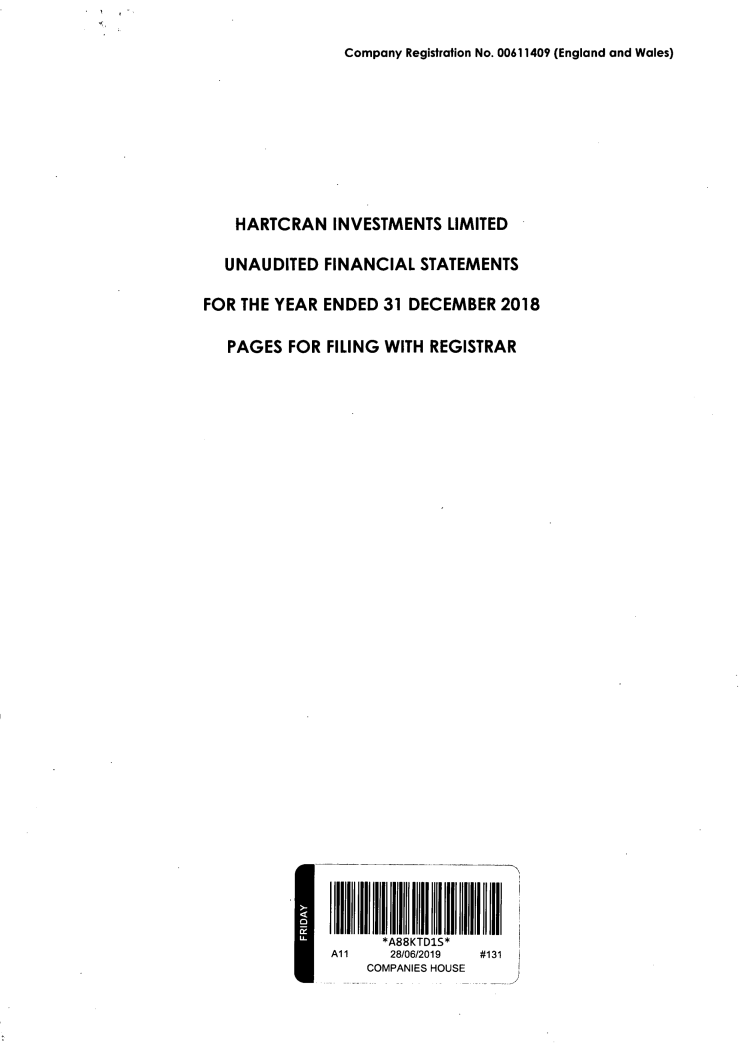 Company Registration No. 00611409 (England and Wales)
HARTCRAN INVESTMENTS LIMITED
UNAUDITED FINANCIAL STATEMENTS
FOR THE YEAR ENDED 31 DECEMBER 2018
PAGES FOR FILING WITH REGISTRAR
FRIDAY
*A88KTD1S*
A11 28/06/2019 #131
COMPANIES HOUSE